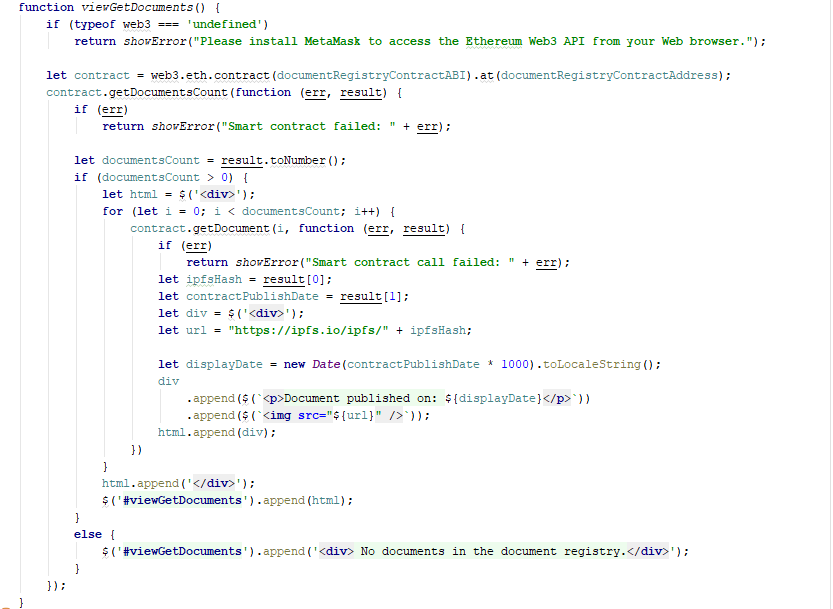 function viewGetDocuments() {
    if (typeof web3 === 'undefined')
        return showError("Please install MetaMask to access the Ethereum Web3 API from your Web browser.");

    let contract = web3.eth.contract(documentRegistryContractABI).at(documentRegistryContractAddress);
    contract.getDocumentsCount(function (err, result) {
        if (err)
            return showError("Smart contract failed: " + err);

        let documentsCount = result.toNumber();
        if (documentsCount > 0) {
            let html = $('<div>');
            for (let i = 0; i < documentsCount; i++) {
                contract.getDocument(i, function (err, result) {
                    if (err)
                        return showError("Smart contract call failed: " + err);
                    let ipfsHash = result[0];
                    let contractPublishDate = result[1];
                    let div = $('<div>');
                    let url = "https://ipfs.io/ipfs/" + ipfsHash;

                    let displayDate = new Date(contractPublishDate * 1000).toLocaleString();
                    div
                        .append($(`<p>Document published on: ${displayDate}</p>`))
                        .append($(`<img src="${url}" />`));
                    html.append(div);
                })
            }
            html.append('</div>');
            $('#viewGetDocuments').append(html);
        }
        else {
            $('#viewGetDocuments').append('<div> No documents in the document registry.</div>');
        }
    });
}